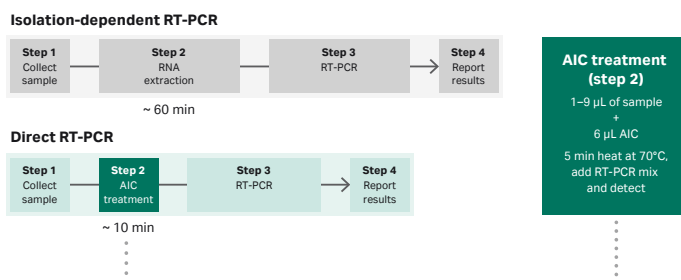 Isolation-dependent RT-PCR
Step 1
Collect
sample
Step 2
RNA
extraction
Step 3
RT-PCR
Step 4
Report
results
~ 60 min
Direct RT-PCR
Step 1
Collect
sample
Step 2
AIC
treatment
Step 3
RT-PCR
Step 4
Report
results
~ 10 min
AIC treatment
(step 2)
1–9 µL of sample
+
6 µL AIC
5 min heat at 70°C,
add RT-PCR mix
and detect